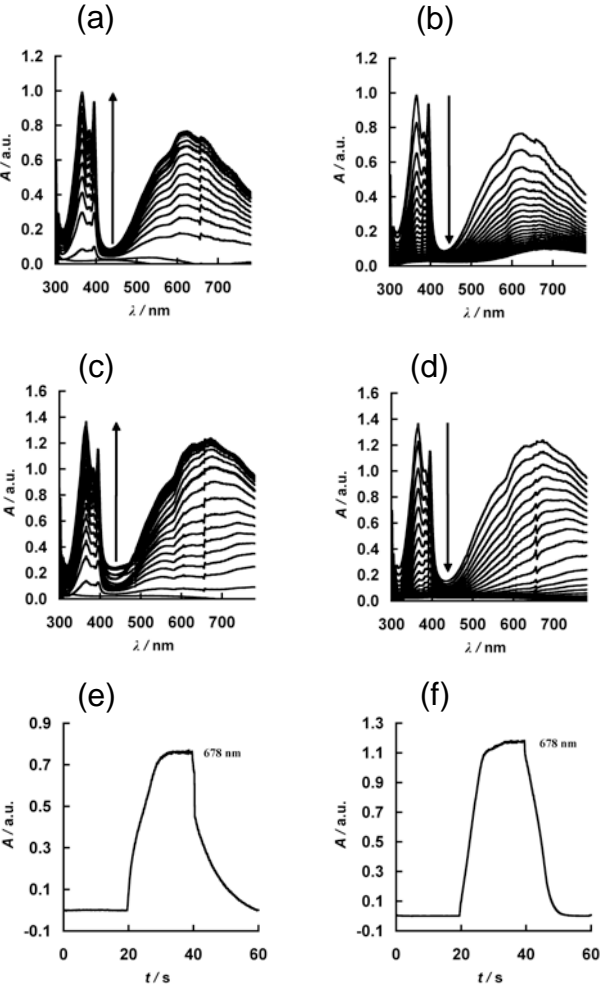 (a) (b)
1.2 1.2
1.0 1.0
0.8 0.8
A / a.u. A / a.u.
0.6 0.6
0.4 0.4
0.2 0.2
0.0 0.0
300 400 500 600 700 300 400 500 600 700
λ / nm λ / nm
(c) (d)
1.6 1.6
1.4 1.4
1.2 1.2
1.0 1.0
A / a.u. A / a.u.
0.8 0.8
0.6 0.6
0.4 0.4
0.2 0.2
0.0 0.0
300 400 500 600 700 300 400 500 600 700
λ / nm λ / nm
(e) (f)
0.9 1.3
678 nm 678 nm
1.1
0.7
0.9
0.5 0.7
A / a.u. A / a.u.
0.3 0.5
0.3
0.1
0.1
-0.1 -0.1
0 20 40 60 0 20 40 60
t / s t / s